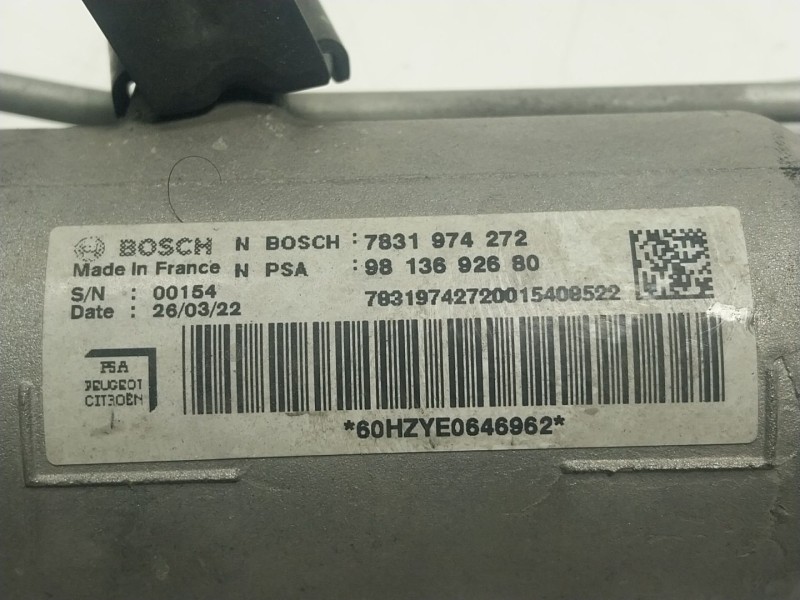 BOSCH N BOSCH : 7831 974 272
Made In France N PSA : 98 136 926 80
S/N : 00154 78319742720015408522
Date : 26/03/22
PSA
PEUGEOT
CITROËN
*60HZYE0646962*